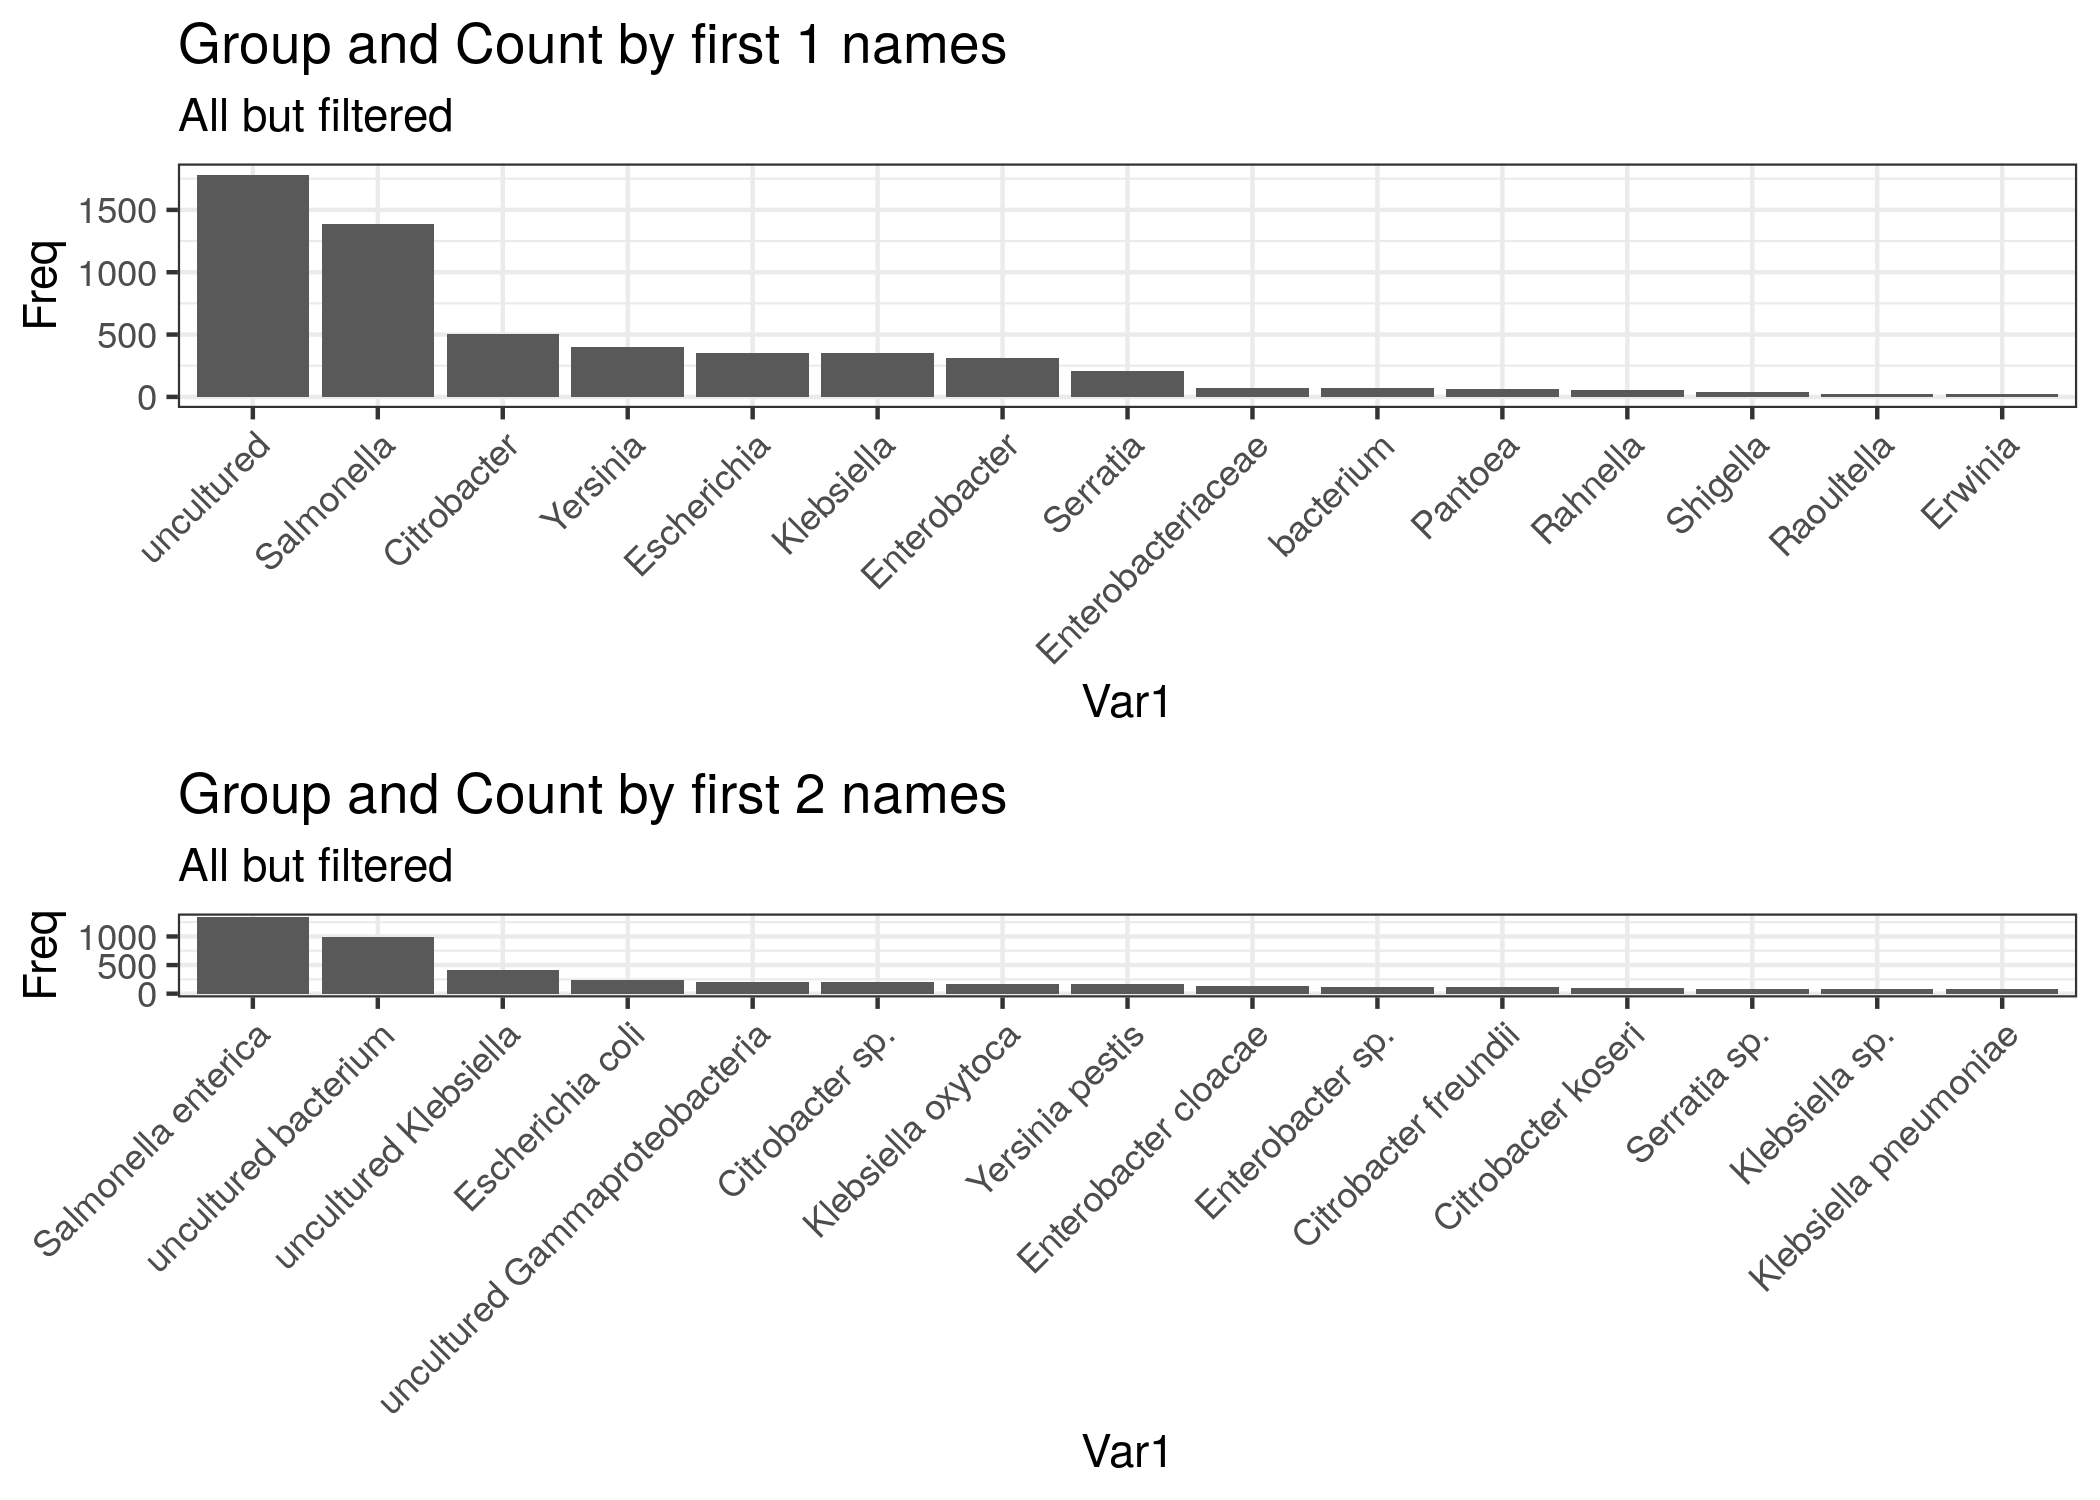 Group and Count by first 1 names
All but filtered
Freq
1500
1000
500
0
uncultured
Salmonella
Citrobacter
Yersinia
Escherichia
Klebsiella
Enterobacter
Serratia
Enterobacteriaceae
bacterium
Pantoea
Rahnella
Shigella
Raoultella
Erwinia
Var1
Group and Count by first 2 names
All but filtered
Freq
1000
500
0
Salmonella enterica
uncultured bacterium
uncultured Klebsiella
Escherichia coli
uncultured Gammaproteobacteria
Citrobacter sp.
Klebsiella oxytoca
Yersinia pestis
Enterobacter cloacae
Enterobacter sp.
Citrobacter freundii
Citrobacter koseri
Serratia sp.
Klebsiella sp.
Klebsiella pneumoniae
Var1